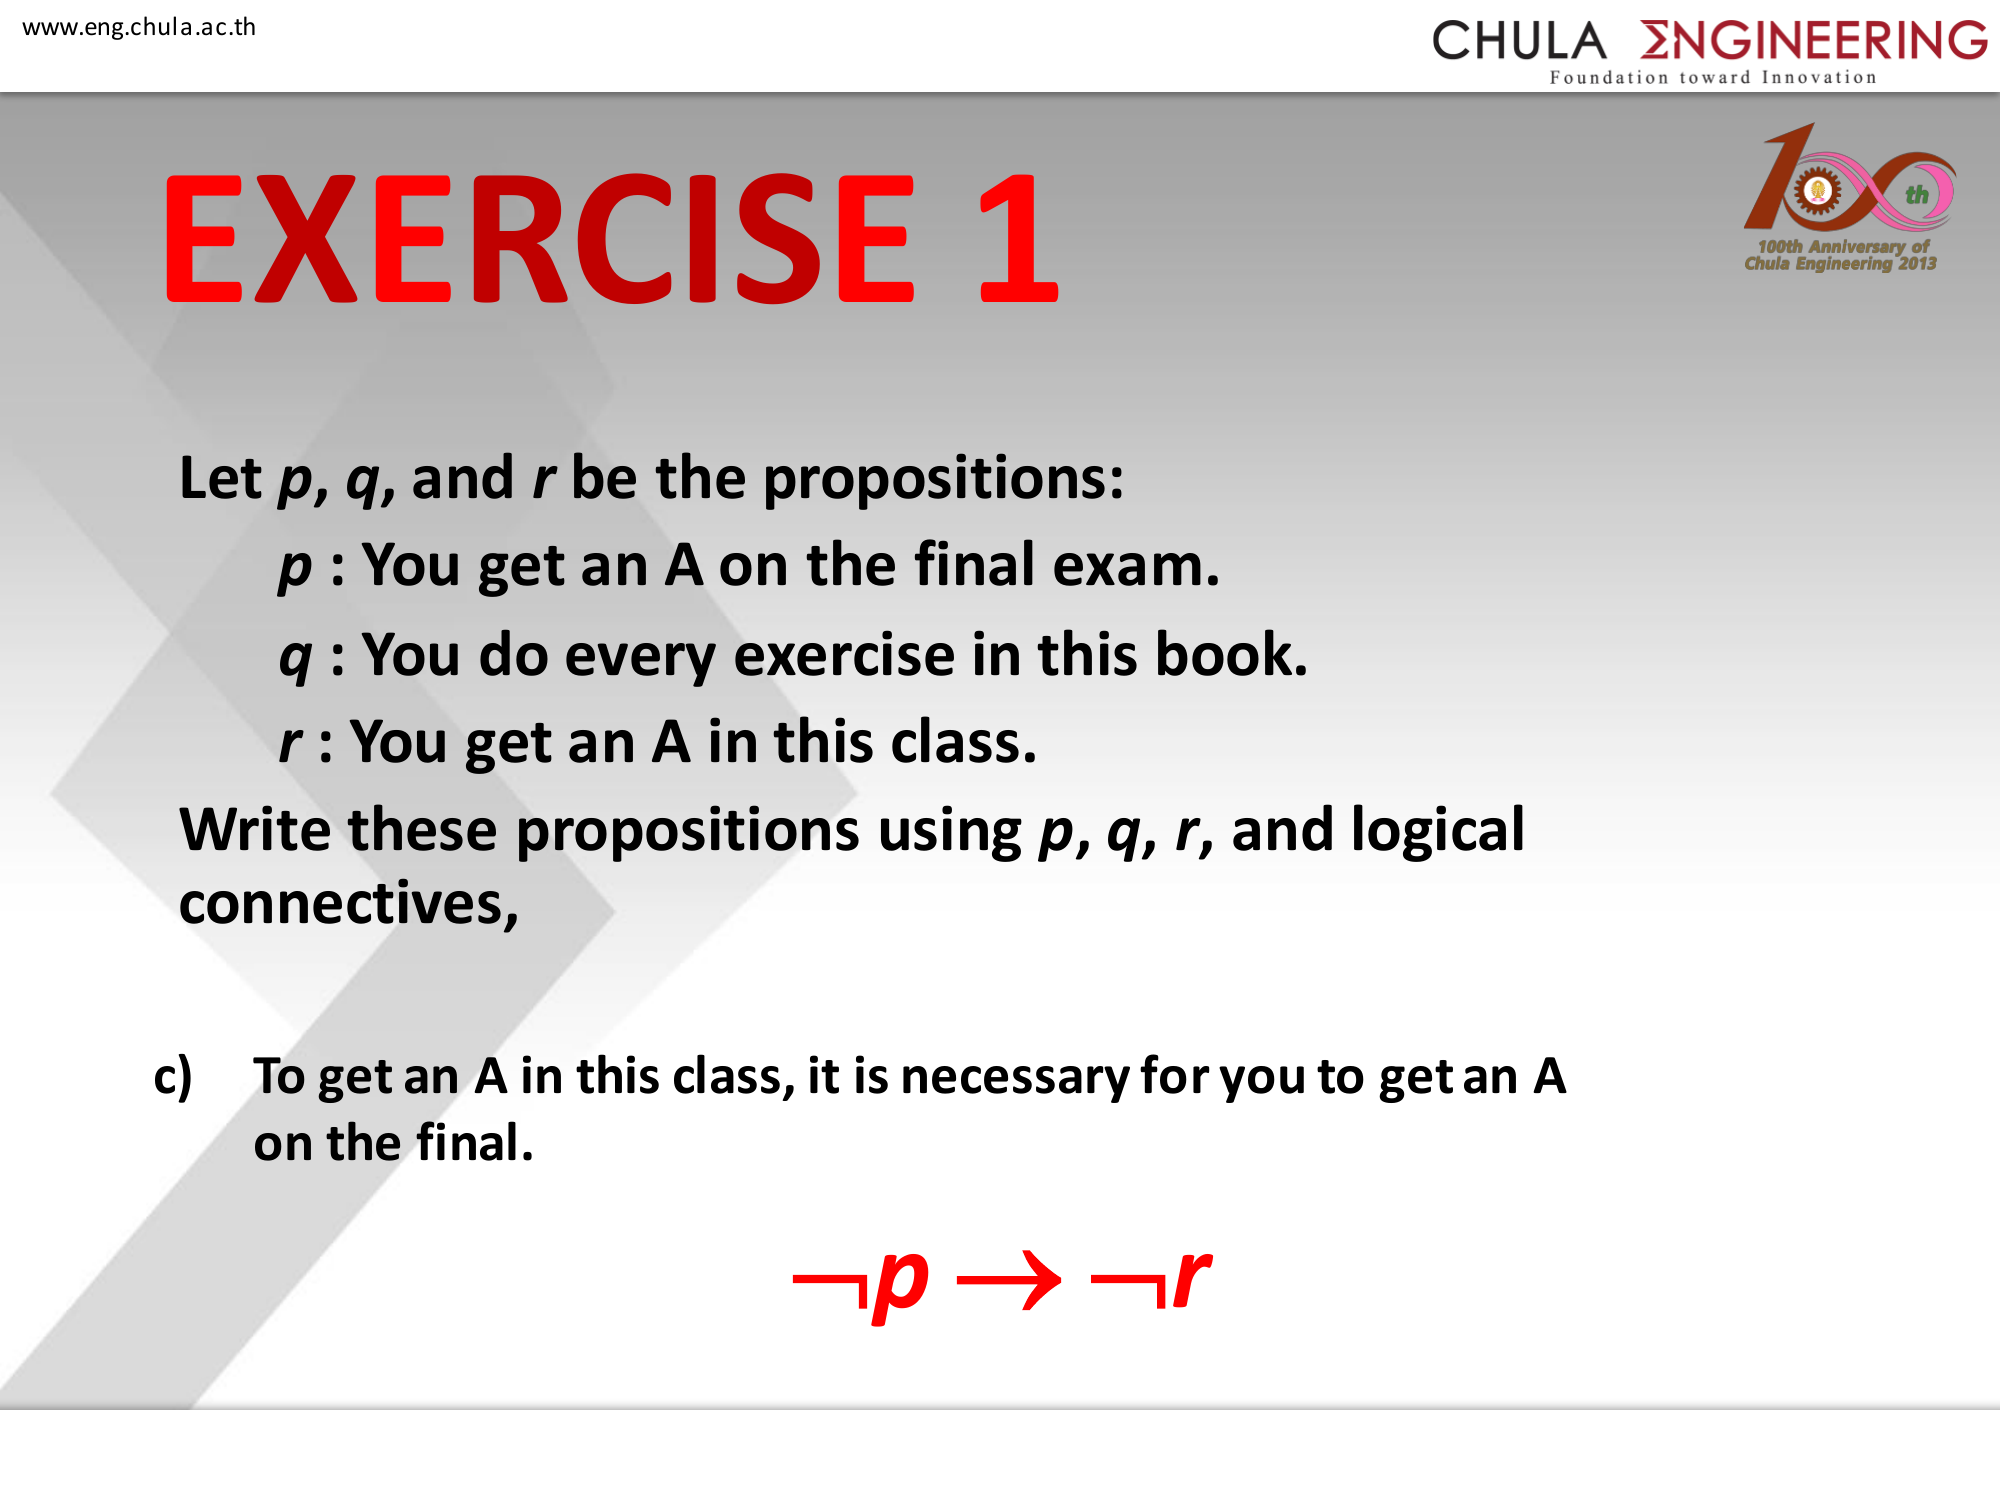 www.eng.chula.ac.th
CHULA ΣNGINEERING
Foundation toward Innovation
100th
100th Anniversary of
Chula Engineering 2013
EXERCISE 1
Let p, q, and r be the propositions:
p : You get an A on the final exam.
q : You do every exercise in this book.
r : You get an A in this class.
Write these propositions using p, q, r, and logical
connectives,
c) To get an A in this class, it is necessary for you to get an A
on the final.
¬p → ¬r